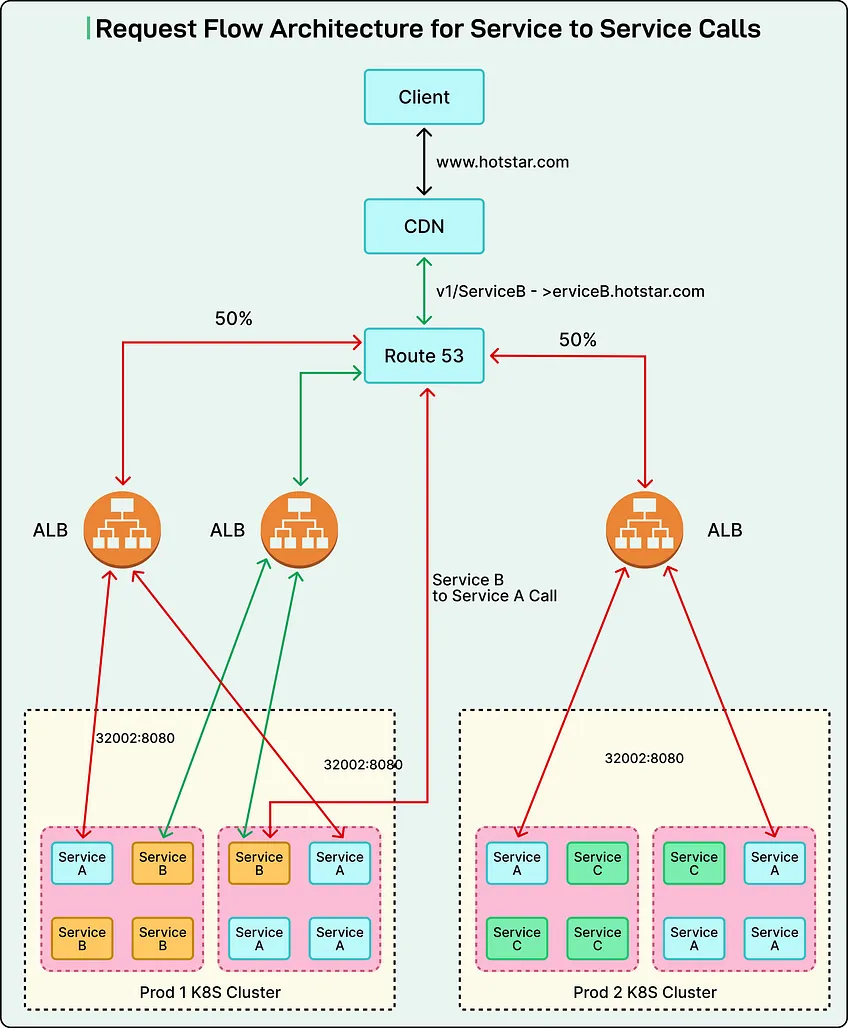 Request Flow Architecture for Service to Service Calls
Client
www.hotstar.com
CDN
v1/ServiceB - >erviceB.hotstar.com
50%
50%
Route 53
ALB
ALB
ALB
Service B
to Service A Call
32002:8080
32002:8080
32002:8080
Service
A
Service
B
Service
B
Service
A
Service
B
Service
B
Service
A
Service
A
Prod 1 K8S Cluster
Service
A
Service
C
Service
C
Service
A
Service
C
Service
C
Service
A
Service
A
Prod 2 K8S Cluster